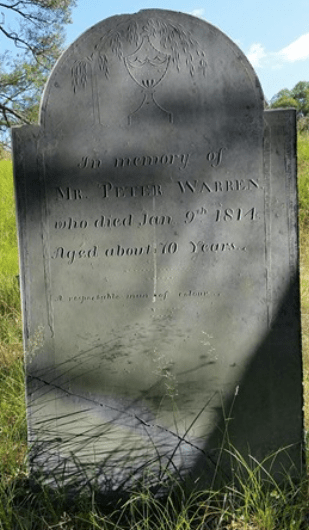 In memory of
MR. PETER WARREN,
who died Jan 9th 1814
Aged about 70 Years.
A respectable man of colour.